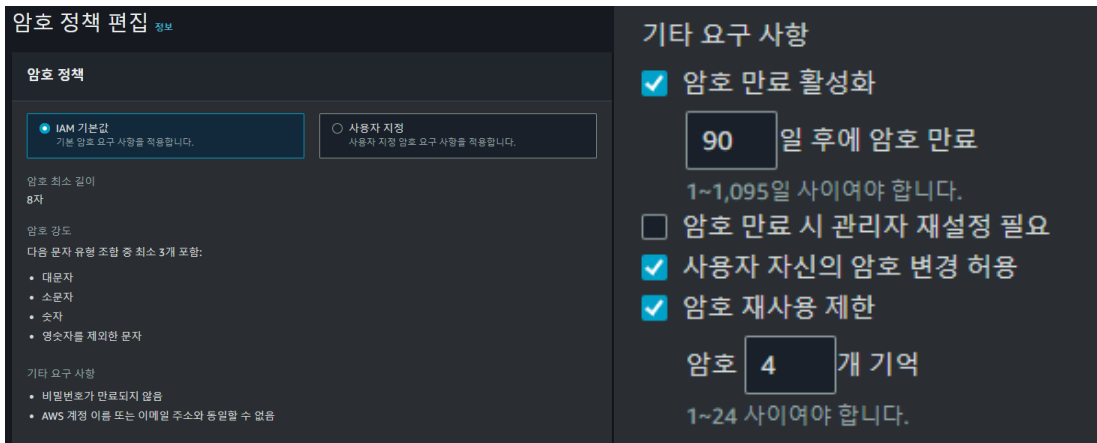 암호 정책 편집 정보
암호 정책
IAM 기본값
기본 암호 요구 사항을 적용합니다.
사용자 지정
사용자 지정 암호 요구 사항을 적용합니다.
암호 최소 길이
8자
암호 강도
다음 문자 유형 조합 중 최소 3개 포함:
• 대문자
• 소문자
• 숫자
• 영숫자를 제외한 문자
기타 요구 사항
• 비밀번호가 만료되지 않음
• AWS 계정 이름 또는 이메일 주소와 동일할 수 없음
기타 요구 사항
암호 만료 활성화
90 일 후에 암호 만료
1~1,095일 사이여야 합니다.
암호 만료 시 관리자 재설정 필요
사용자 자신의 암호 변경 허용
암호 재사용 제한
암호 4 개 기억
1~24 사이여야 합니다.